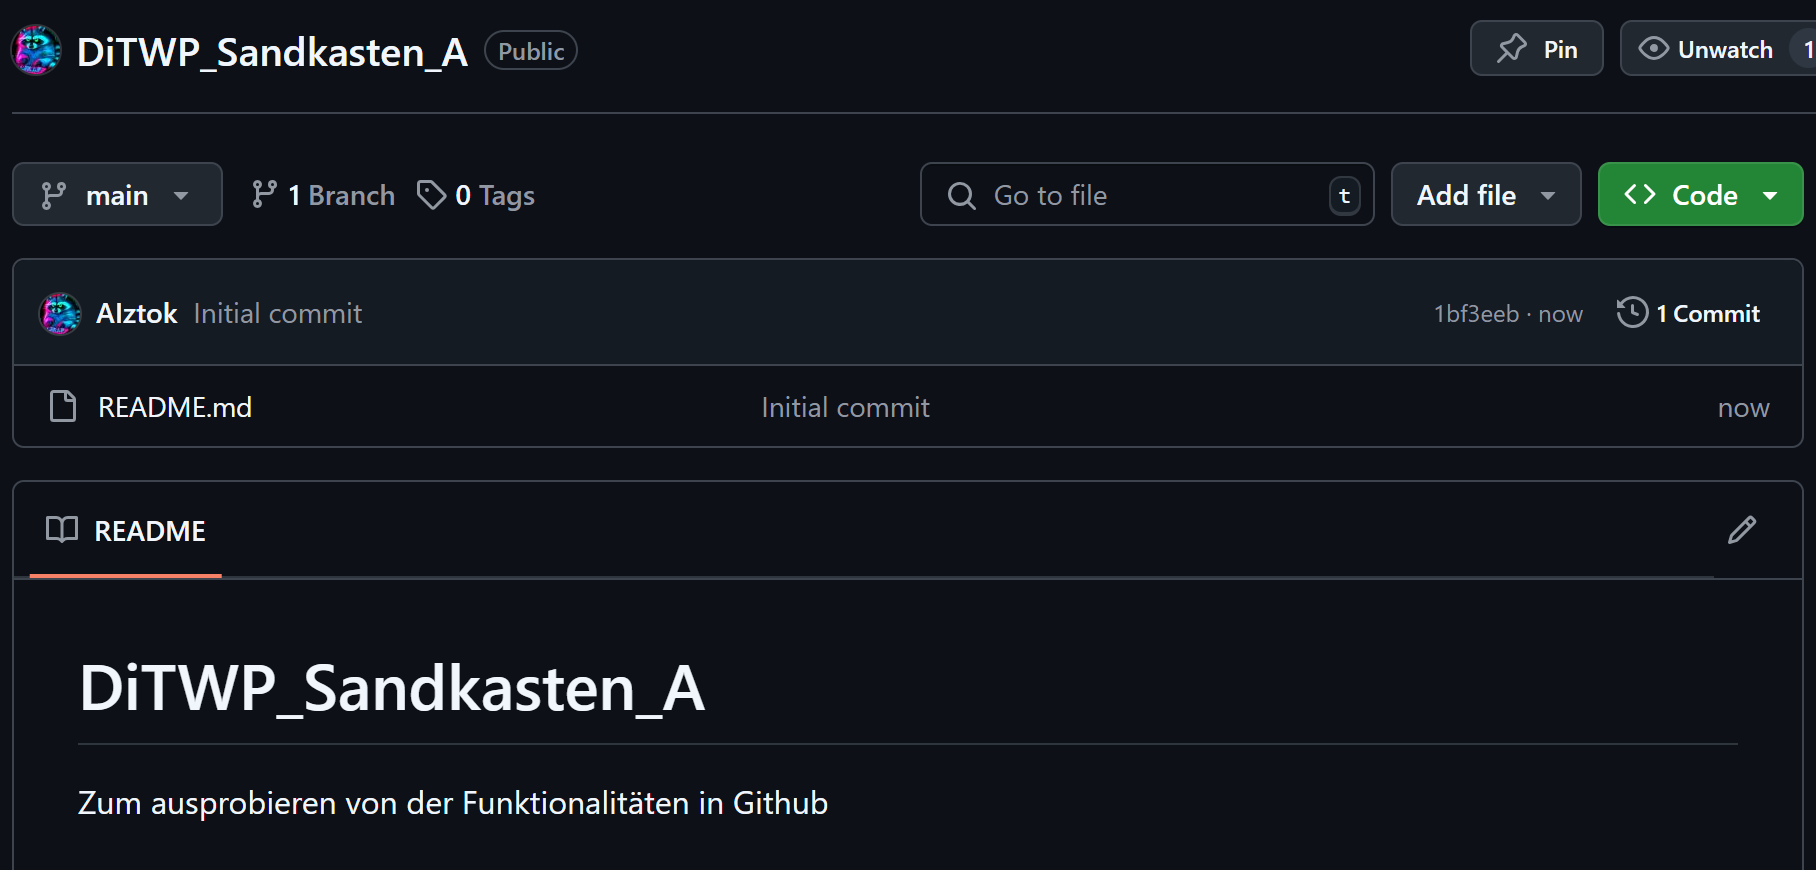 DiTWP_Sandkasten_A Public Pin Unwatch 1
main 1 Branch 0 Tags Go to file t Add file Code
Alztok Initial commit 1bf3eeb · now 1 Commit
README.md Initial commit now
README
DiTWP_Sandkasten_A
Zum ausprobieren von der Funktionalitäten in Github